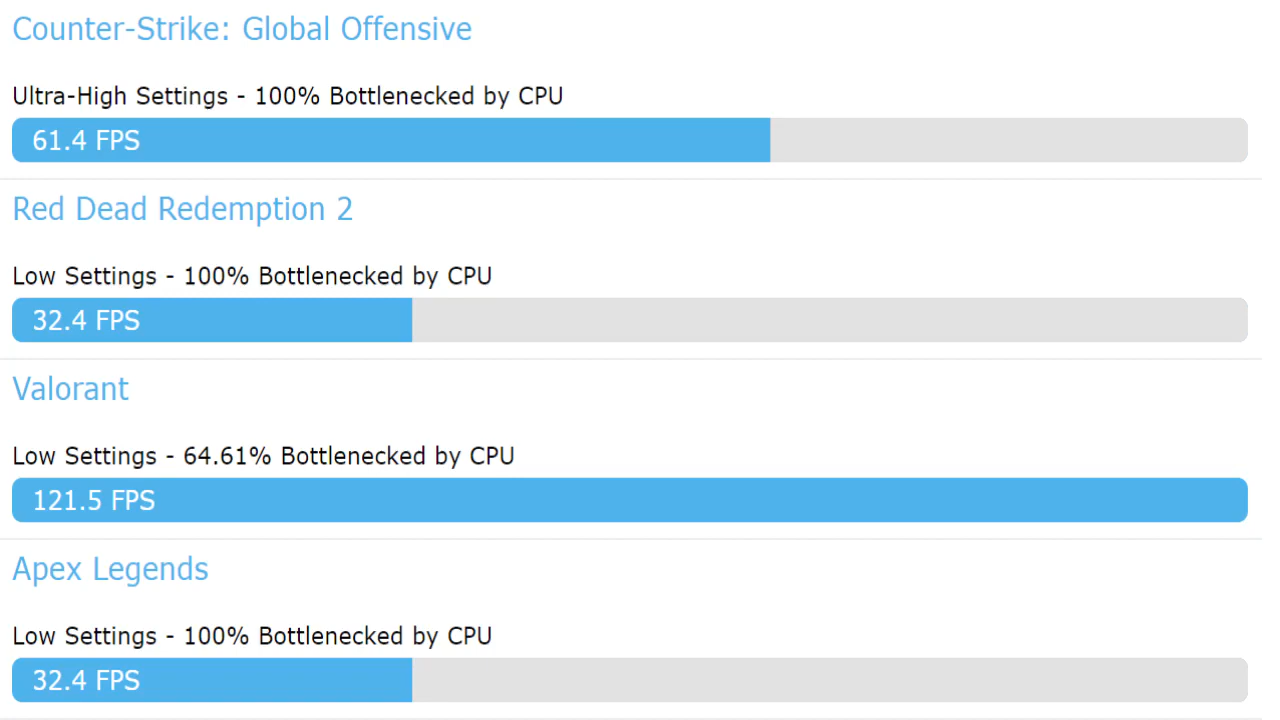 Counter-Strike: Global Offensive
Ultra-High Settings - 100% Bottlenecked by CPU
61.4 FPS
Red Dead Redemption 2
Low Settings - 100% Bottlenecked by CPU
32.4 FPS
Valorant
Low Settings - 64.61% Bottlenecked by CPU
121.5 FPS
Apex Legends
Low Settings - 100% Bottlenecked by CPU
32.4 FPS